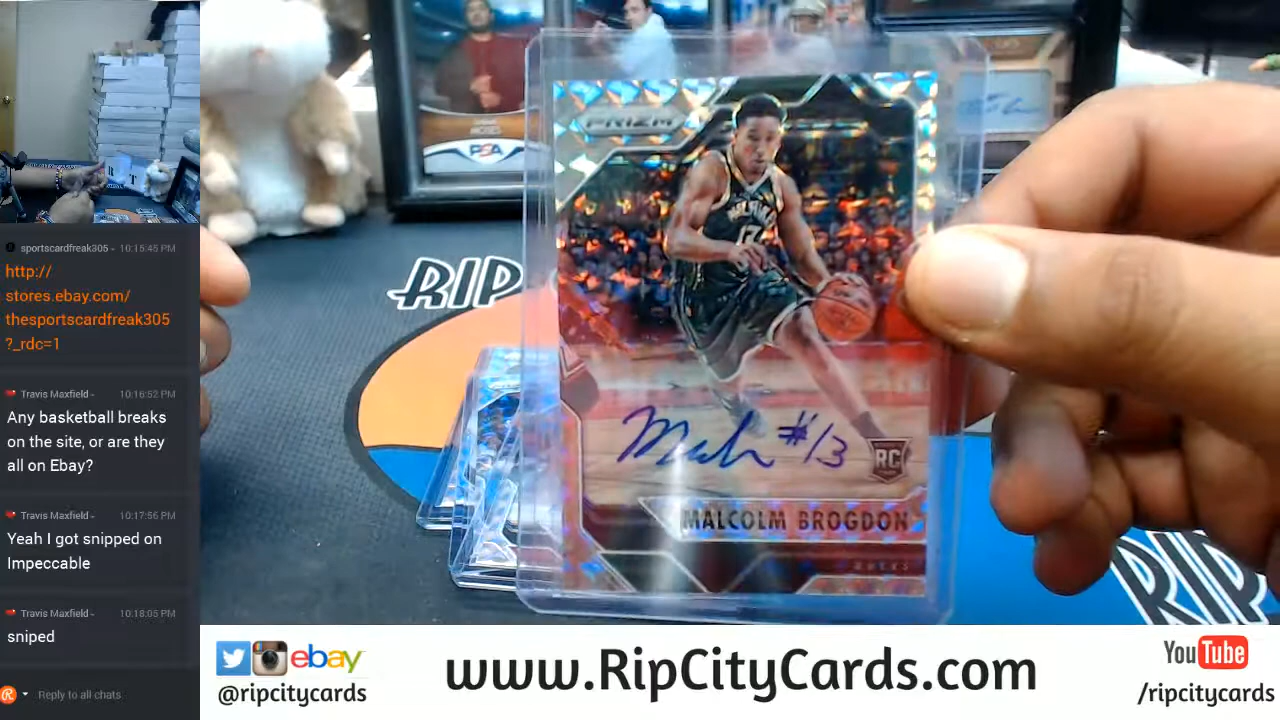 sportscardfreak305 - 10:15:45 PM
http://
stores.ebay.com/
thesportscardfreak305
?_rdc=1
Travis Maxfield - 10:16:52 PM
Any basketball breaks
on the site, or are they
all on Ebay?
Travis Maxfield - 10:17:56 PM
Yeah I got snipped on
Impeccable
Travis Maxfield - 10:18:05 PM
sniped
Reply to all chats
MOSES
PSA
PRIZM
13
RIP
#13
RC
MALCOLM BROGDON
BUCKS
RIP
ebay
@ripcitycards
www.RipCityCards.com
YouTube
/ripcitycards